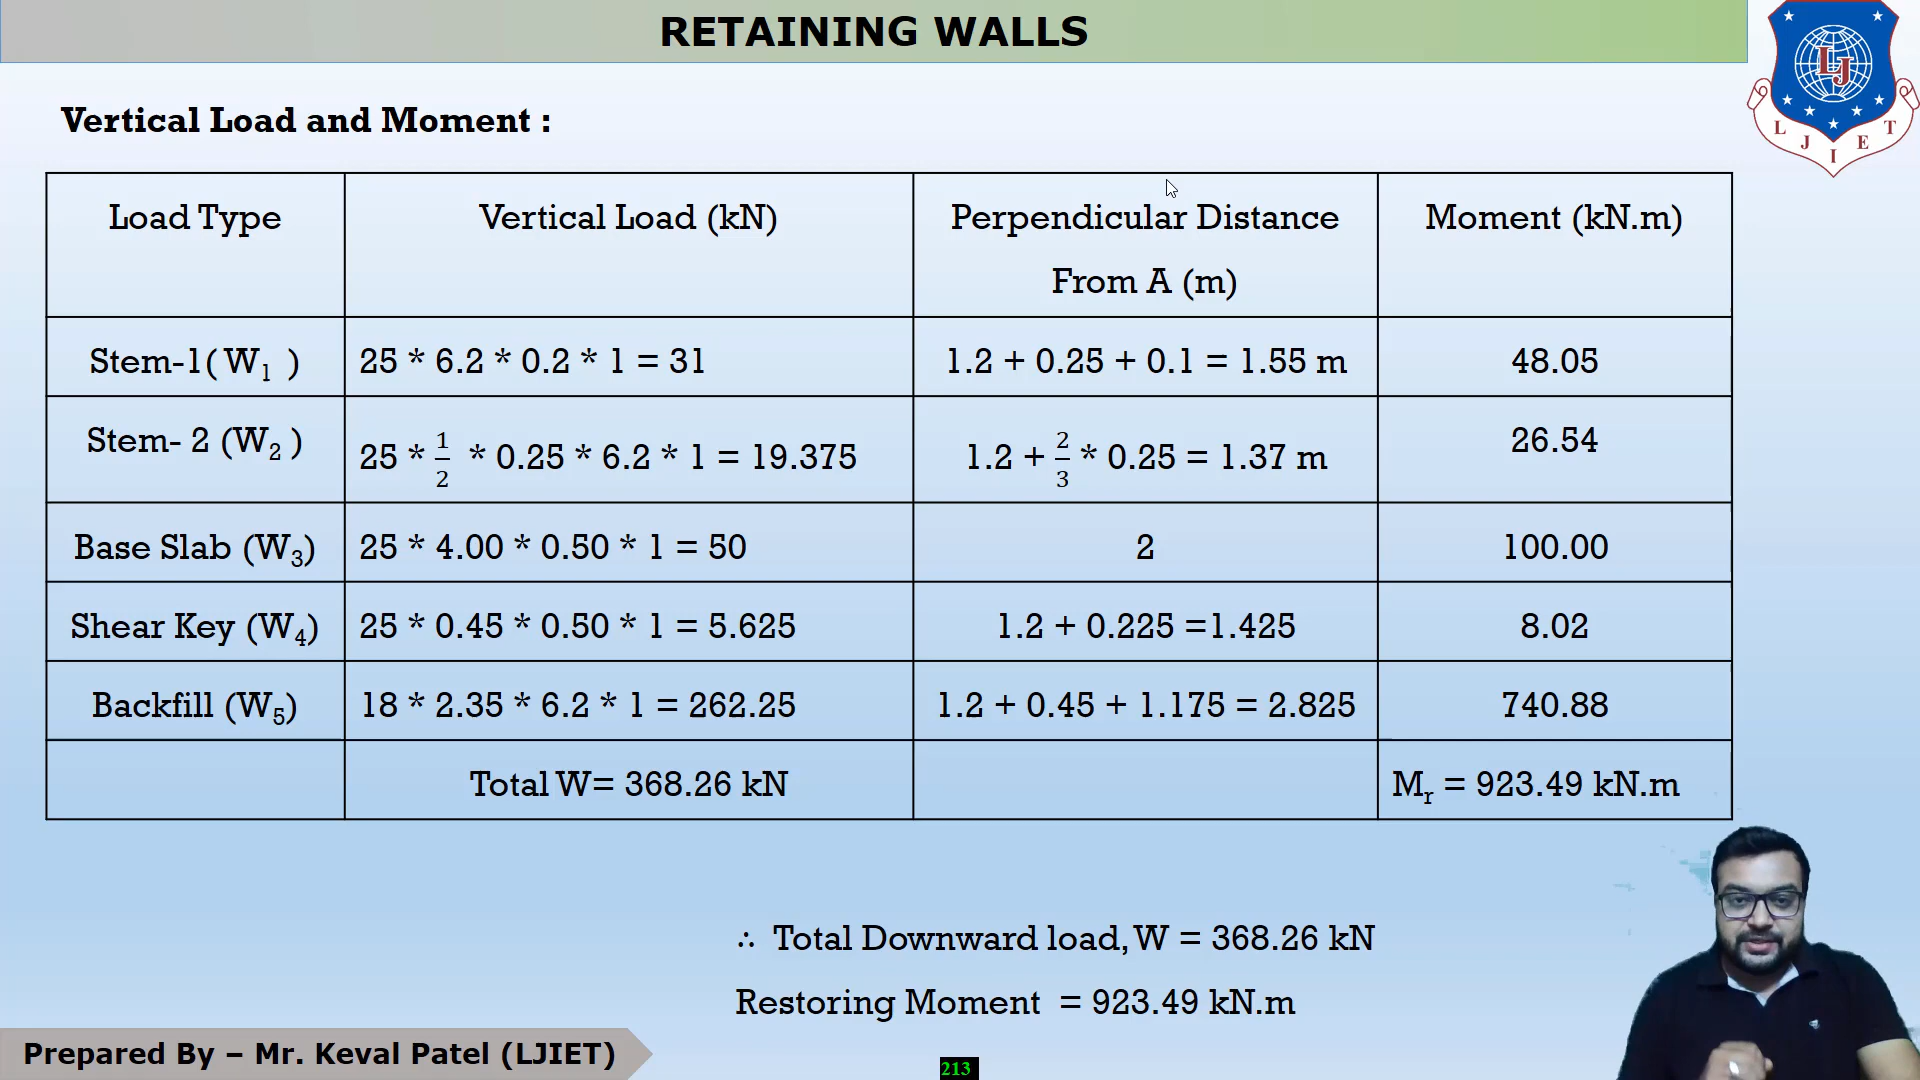 RETAINING WALLS
LJ
L J I E T
Vertical Load and Moment :
Load Type Vertical Load (kN) Perpendicular Distance From A (m) Moment (kN.m)
Stem-1( W₁ ) 25 * 6.2 * 0.2 * 1 = 31 1.2 + 0.25 + 0.1 = 1.55 m 48.05
Stem- 2 (W₂ ) 25 * 1/2 * 0.25 * 6.2 * 1 = 19.375 1.2 + 2/3 * 0.25 = 1.37 m 26.54
Base Slab (W₃) 25 * 4.00 * 0.50 * 1 = 50 2 100.00
Shear Key (W₄) 25 * 0.45 * 0.50 * 1 = 5.625 1.2 + 0.225 =1.425 8.02
Backfill (W₅) 18 * 2.35 * 6.2 * 1 = 262.25 1.2 + 0.45 + 1.175 = 2.825 740.88
Total W= 368.26 kN Mᵣ = 923.49 kN.m
∴ Total Downward load, W = 368.26 kN
Restoring Moment = 923.49 kN.m
Prepared By – Mr. Keval Patel (LJIET)
213